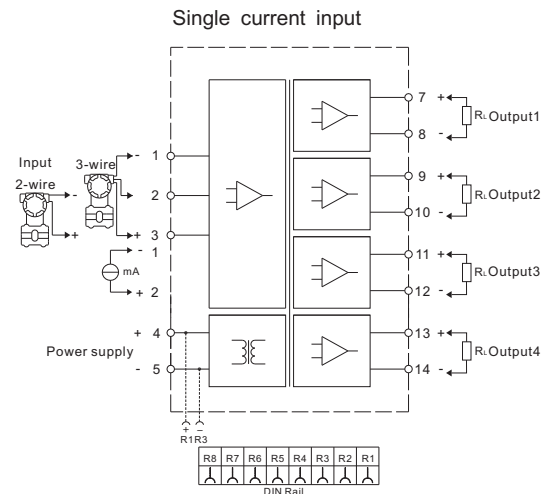 Single current input
7 +
RL Output1
8 -
Input
3-wire
- 1
2-wire
-
2
9 +
RL Output2
10 -
+
+ 3
- 1
mA
+ 2
11 +
RL Output3
12 -
+ 4
Power supply
- 5
13 +
RL Output4
14 -
+ −
R1 R3
R8 R7 R6 R5 R4 R3 R2 R1
DIN Rail